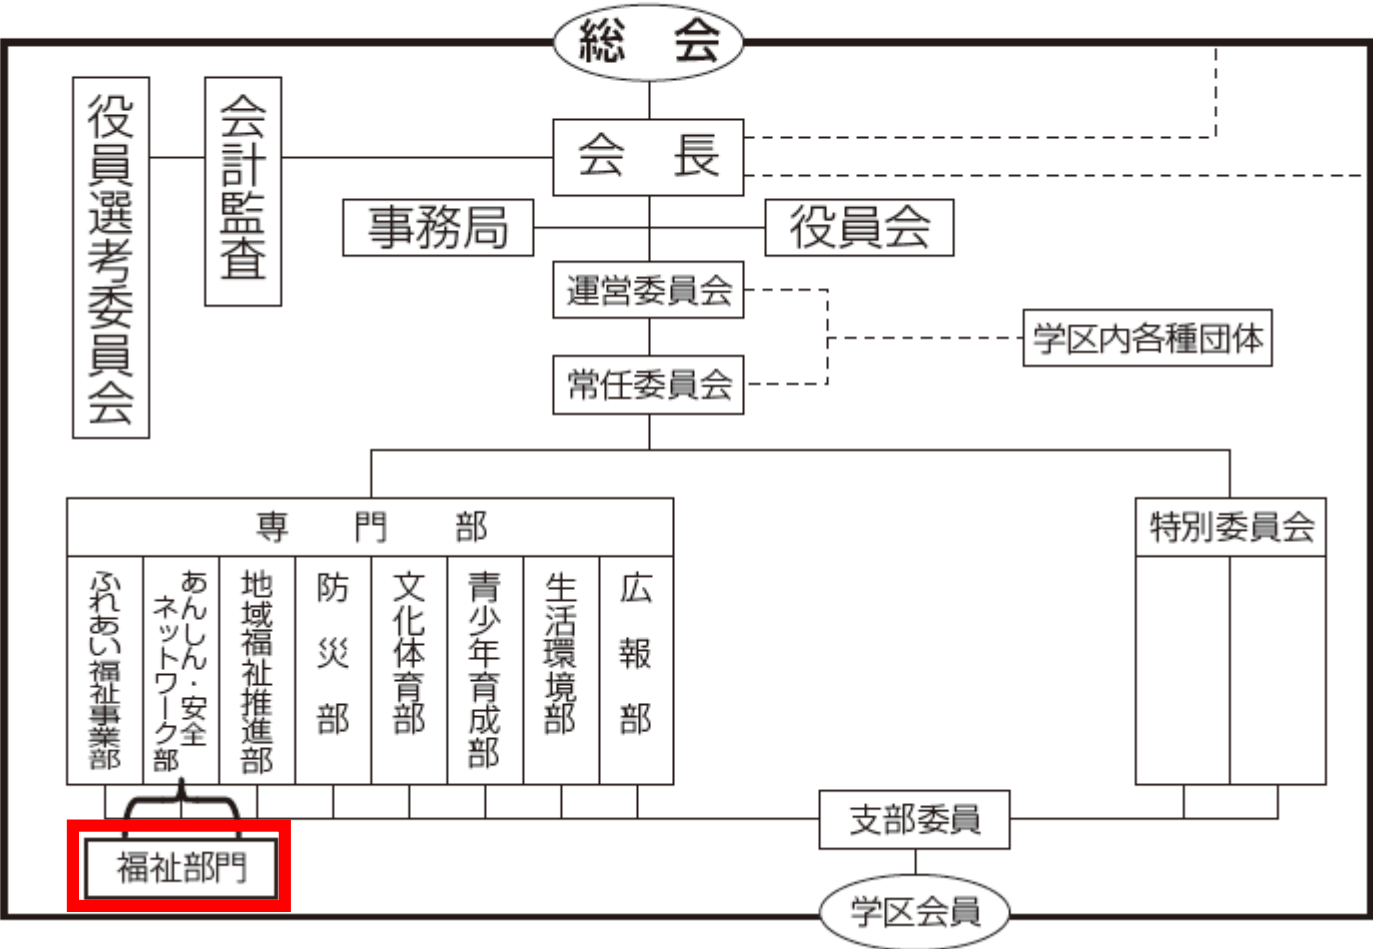 総　会
会　長
役員選考委員会
会計監査
事務局
役員会
運営委員会
学区内各種団体
常任委員会
専　門　部
特別委員会
ふれあい福祉事業部
あんしん・安全
ネットワーク部
地域福祉推進部
防災部
文化体育部
青少年育成部
生活環境部
広報部
支部委員
福祉部門
学区会員